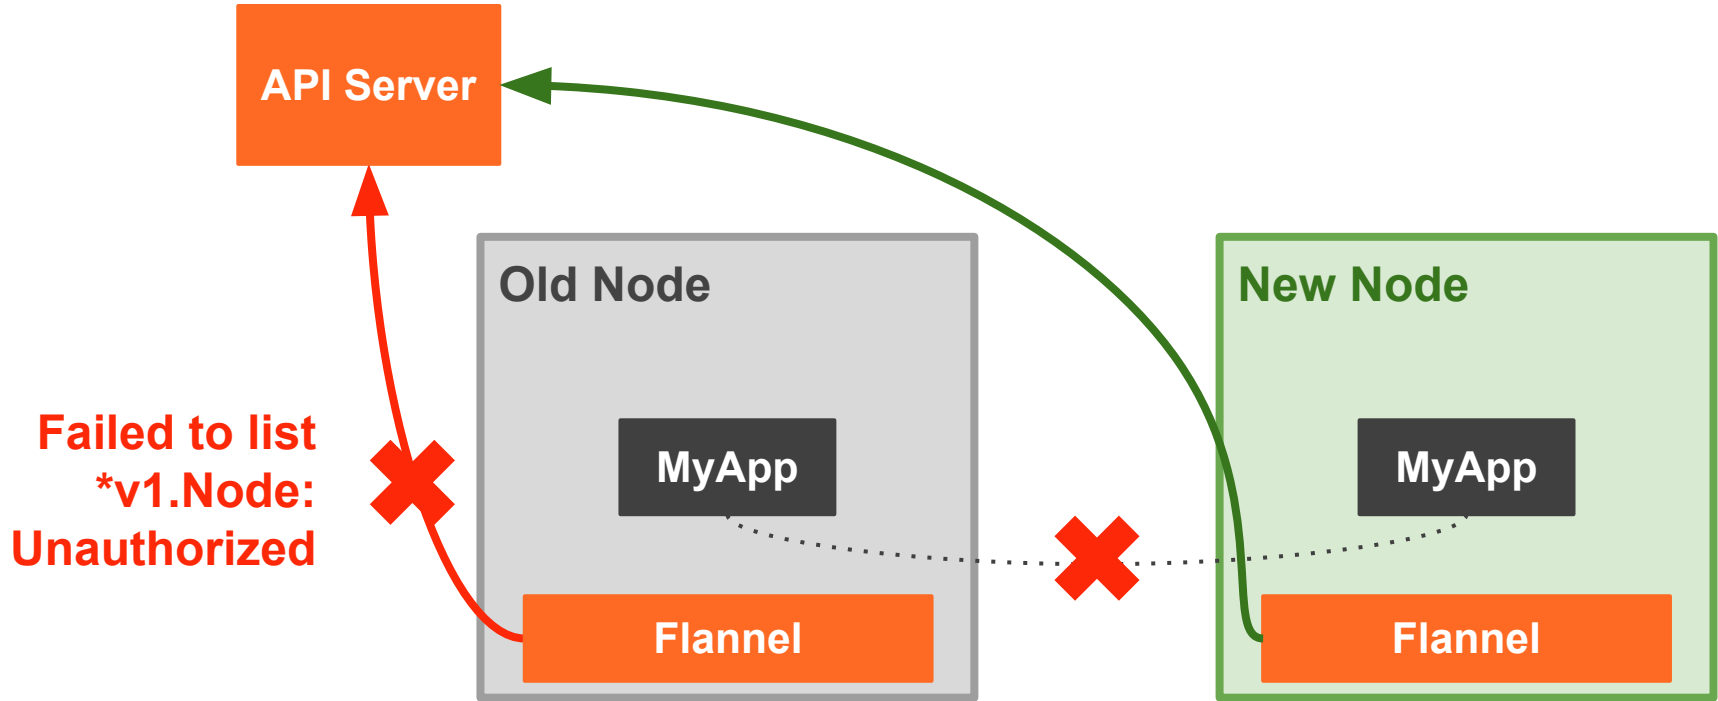 API Server
Old Node
New Node
Failed to list
*v1.Node:
Unauthorized
MyApp
MyApp
Flannel
Flannel